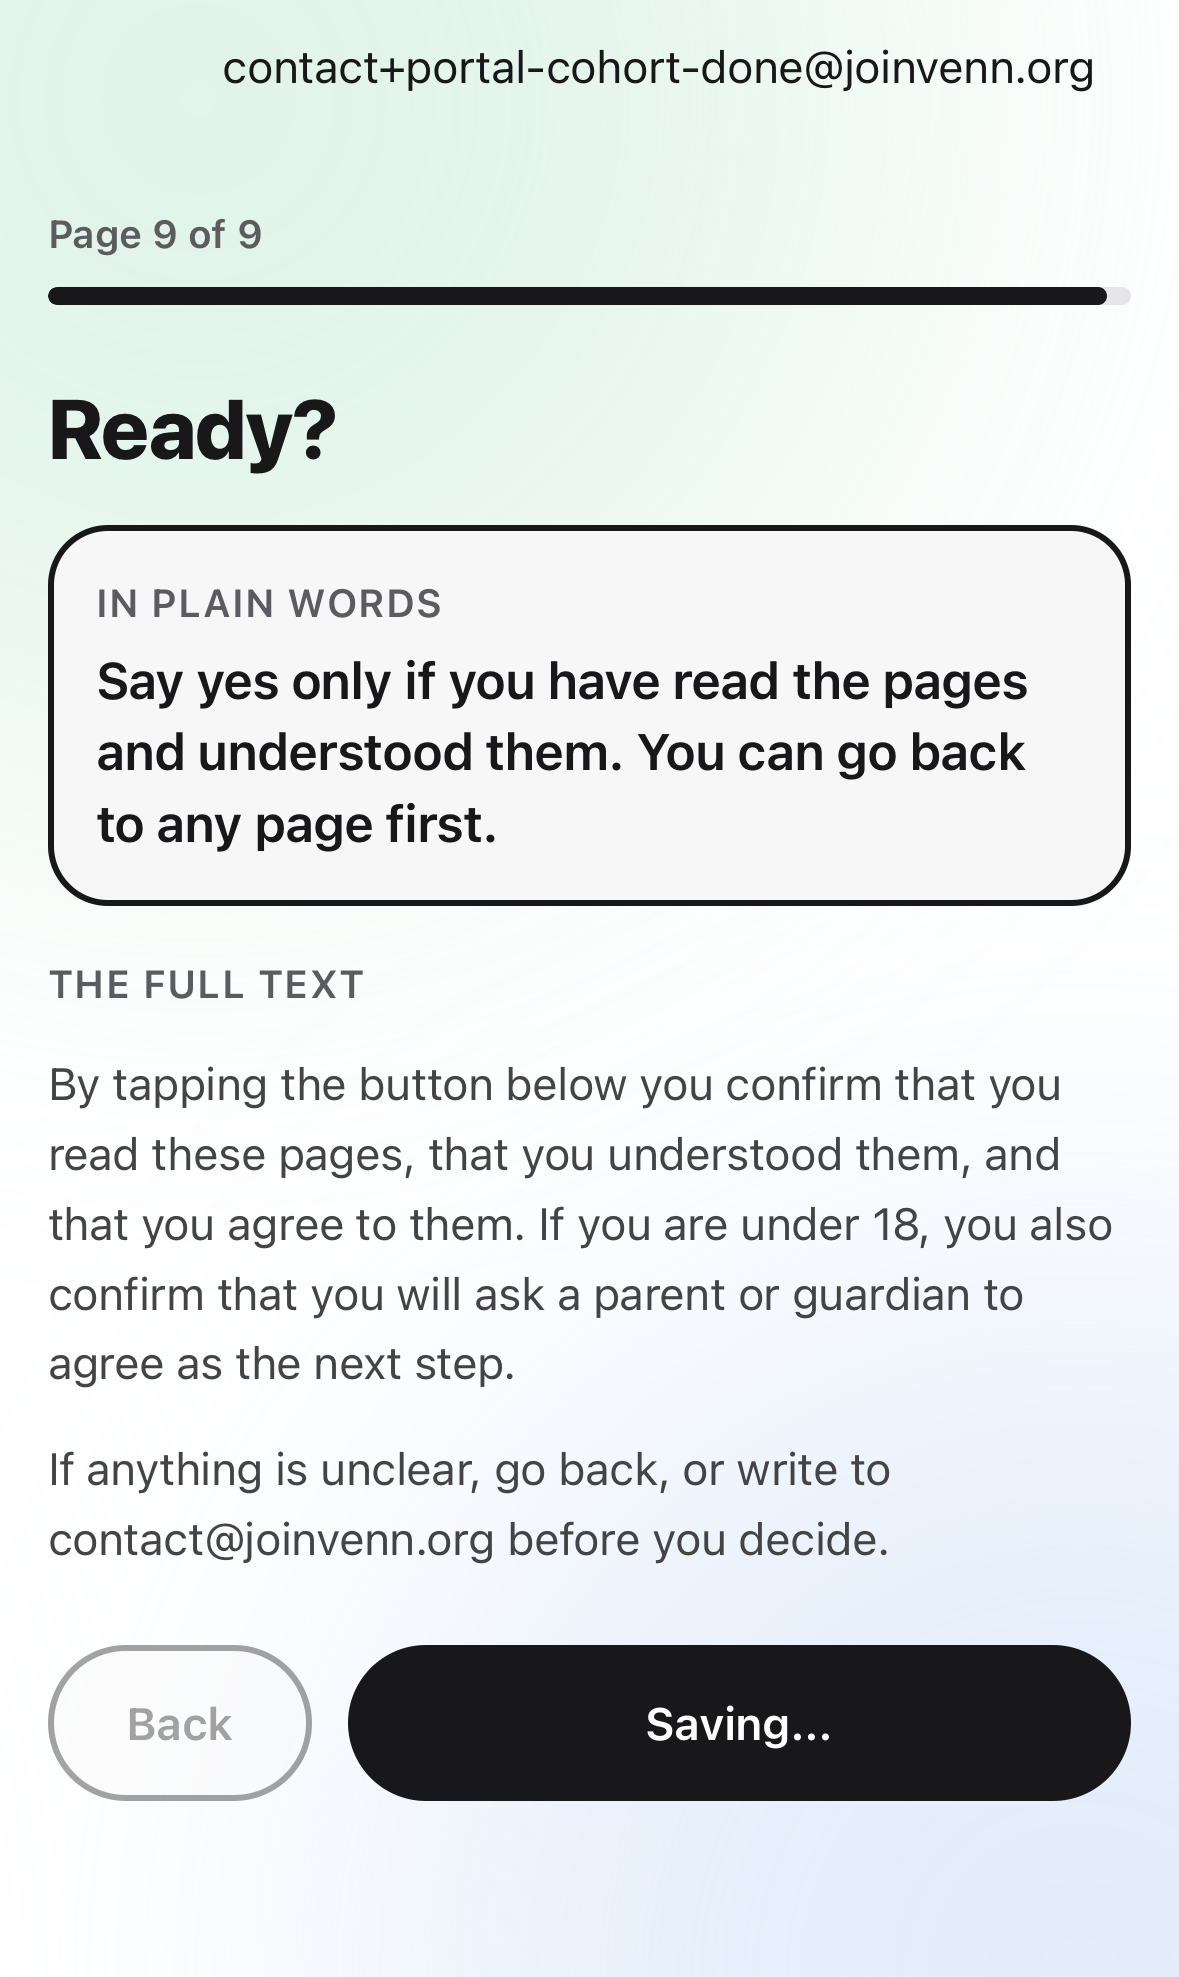 contact+portal-cohort-done@joinvenn.org
Page 9 of 9
Ready?
IN PLAIN WORDS
Say yes only if you have read the pages
and understood them. You can go back
to any page first.
THE FULL TEXT
By tapping the button below you confirm that you
read these pages, that you understood them, and
that you agree to them. If you are under 18, you also
confirm that you will ask a parent or guardian to
agree as the next step.
If anything is unclear, go back, or write to
contact@joinvenn.org before you decide.
Back
Saving...